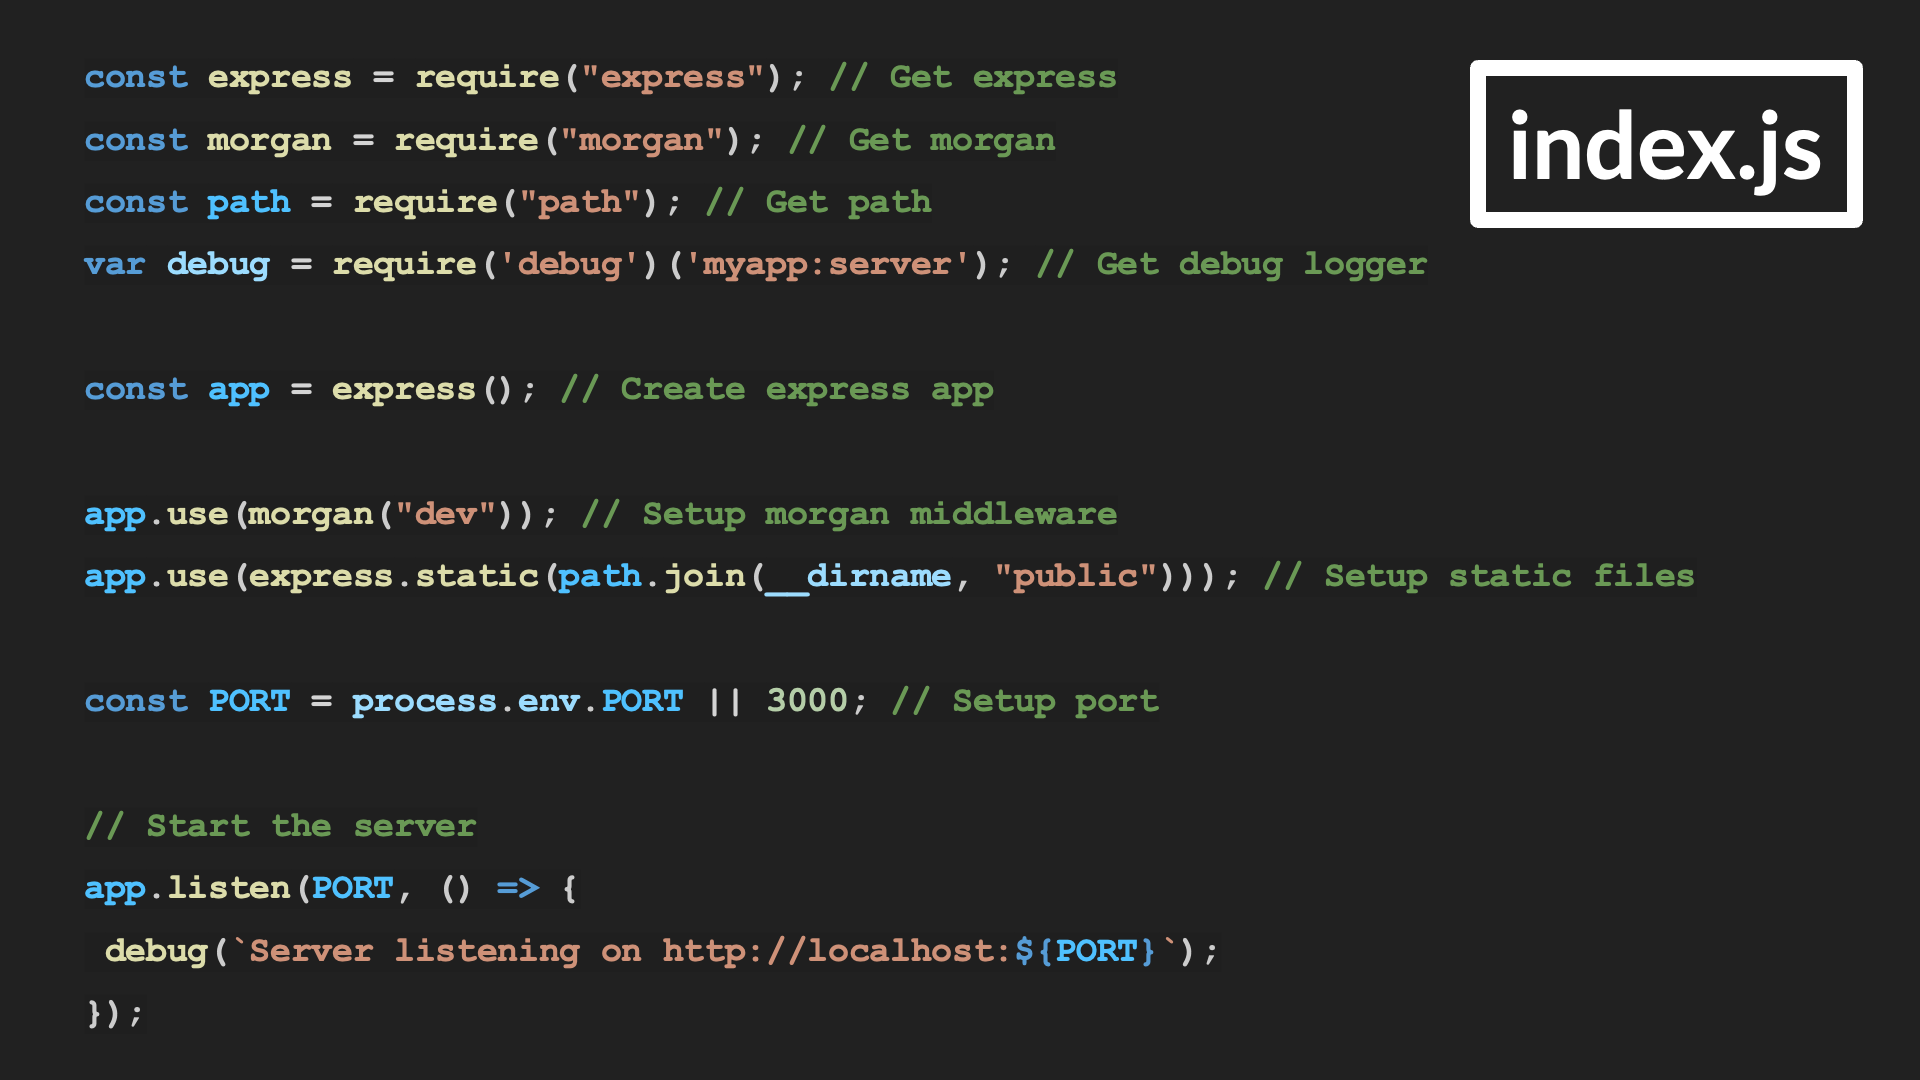 const express = require("express"); // Get express
index.js
const morgan = require("morgan"); // Get morgan
const path = require("path"); // Get path
var debug = require('debug')('myapp:server'); // Get debug logger
const app = express(); // Create express app
app.use(morgan("dev")); // Setup morgan middleware
app.use(express.static(path.join(__dirname, "public"))); // Setup static files
const PORT = process.env.PORT || 3000; // Setup port
// Start the server
app.listen(PORT, () => {
 debug(`Server listening on http://localhost:${PORT}`);
});